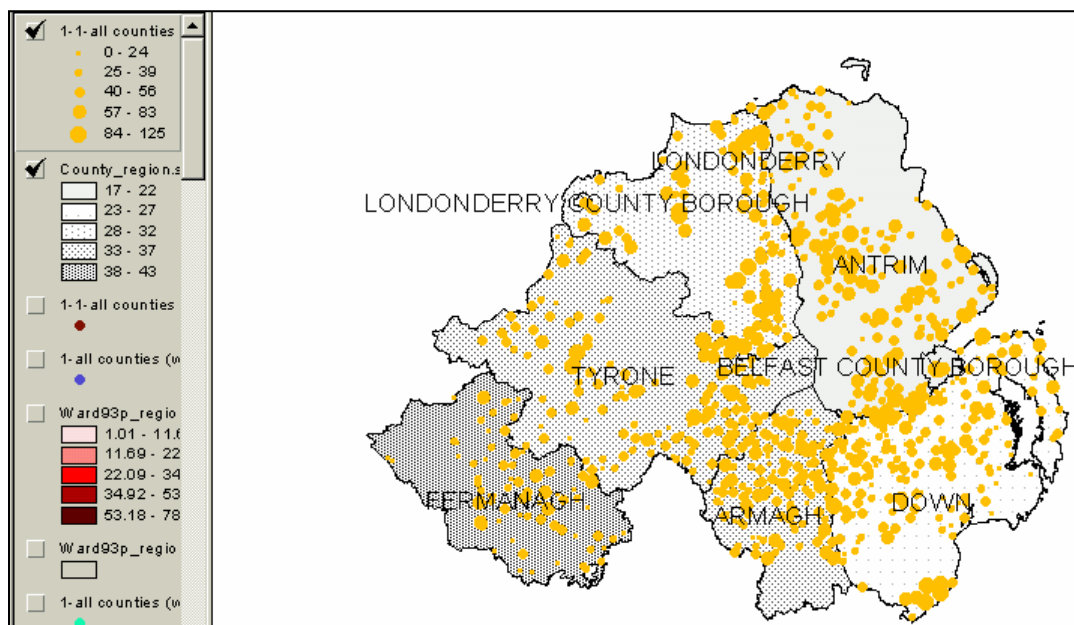 1-1-all counties
0 - 24
25 - 39
40 - 56
57 - 83
84 - 125
County_region.s
17 - 22
23 - 27
28 - 32
33 - 37
38 - 43
1-1-all counties
1-all counties (w
Ward93p_regio
1.01 - 11.6
11.69 - 22
22.09 - 34
34.92 - 53
53.18 - 78
Ward93p_regio
1-all counties (w
LONDONDERRY
LONDONDERRY COUNTY BOROUGH
ANTRIM
BELFAST COUNTY BOROUGH
TYRONE
FERMANAGH
ARMAGH
DOWN